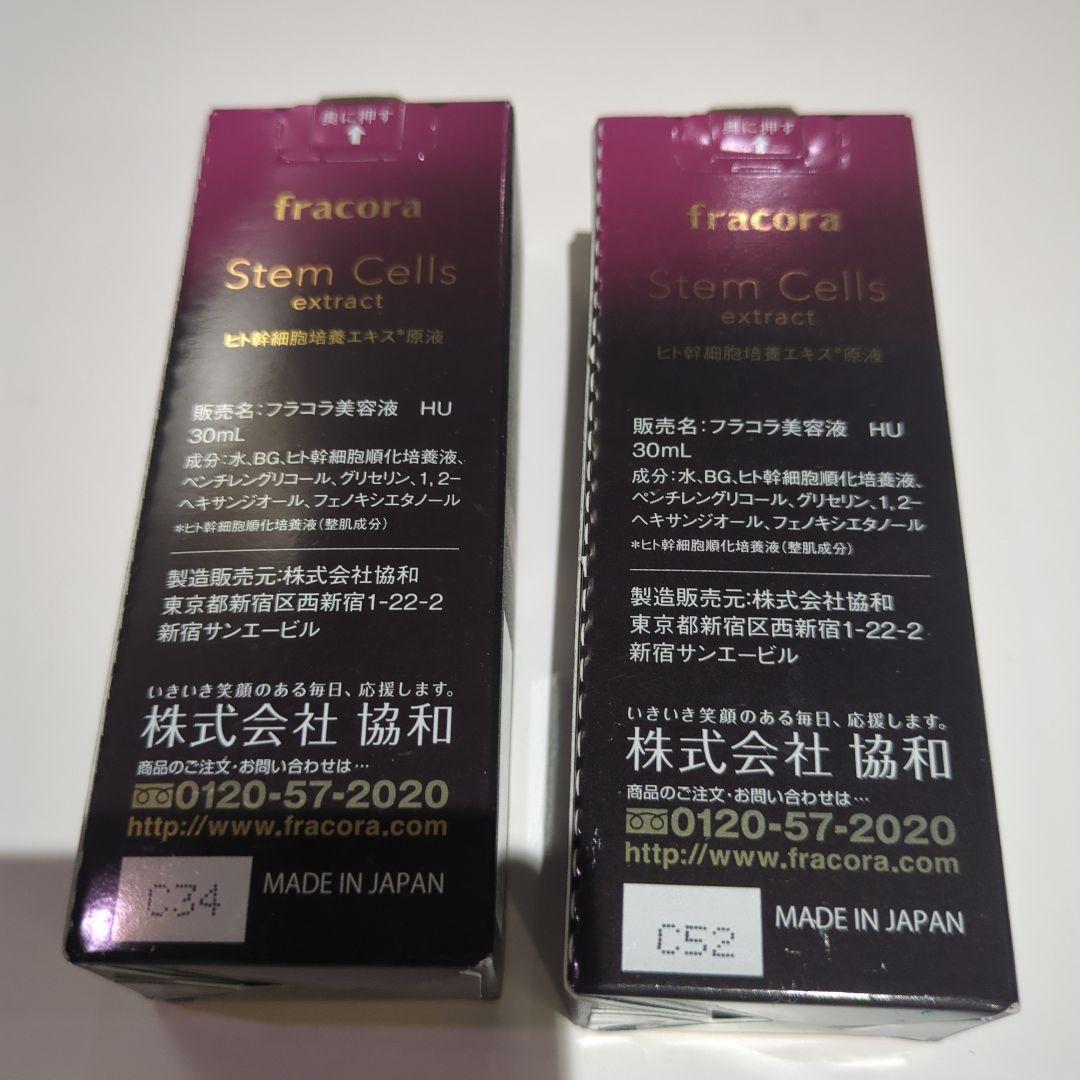 奥に押す
fracora
Stem Cells
extract
ヒト幹細胞培養エキス*原液
販売名:フラコラ美容液 HU
30mL
成分:水、BG、ヒト幹細胞順化培養液、
ペンチレングリコール、グリセリン、1,2-
ヘキサンジオール、フェノキシエタノール
*ヒト幹細胞順化培養液(整肌成分)
製造販売元:株式会社協和
東京都新宿区西新宿1-22-2
新宿サンエービル
いきいき笑顔のある毎日、応援します。
株式会社 協和
商品のご注文・お問い合わせは…
0120-57-2020
http://www.fracora.com
C34
MADE IN JAPAN
奥に押す
fracora
Stem Cells
extract
ヒト幹細胞培養エキス*原液
販売名:フラコラ美容液 HU
30mL
成分:水、BG、ヒト幹細胞順化培養液、
ペンチレングリコール、グリセリン、1,2-
ヘキサンジオール、フェノキシエタノール
*ヒト幹細胞順化培養液(整肌成分)
製造販売元:株式会社協和
東京都新宿区西新宿1-22-2
新宿サンエービル
いきいき笑顔のある毎日、応援します。
株式会社 協和
商品のご注文・お問い合わせは…
0120-57-2020
http://www.fracora.com
C52
MADE IN JAPAN